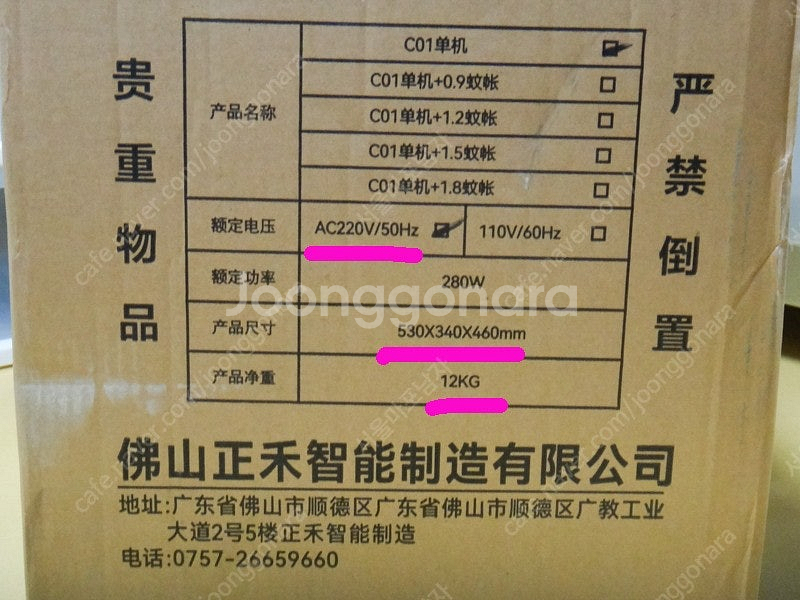 贵重物品
严禁倒置
产品名称
C01单机
C01单机+0.9蚊帐
C01单机+1.2蚊帐
C01单机+1.5蚊帐
C01单机+1.8蚊帐
额定电压 AC220V/50Hz 110V/60Hz
额定功率 280W
产品尺寸 530X340X460mm
产品净重 12KG
佛山正禾智能制造有限公司
地址:广东省佛山市顺德区广东省佛山市顺德区广教工业
大道2号5楼正禾智能制造
电话:0757-26659660
Joonggonara
cafe.naver.com/joonggonara